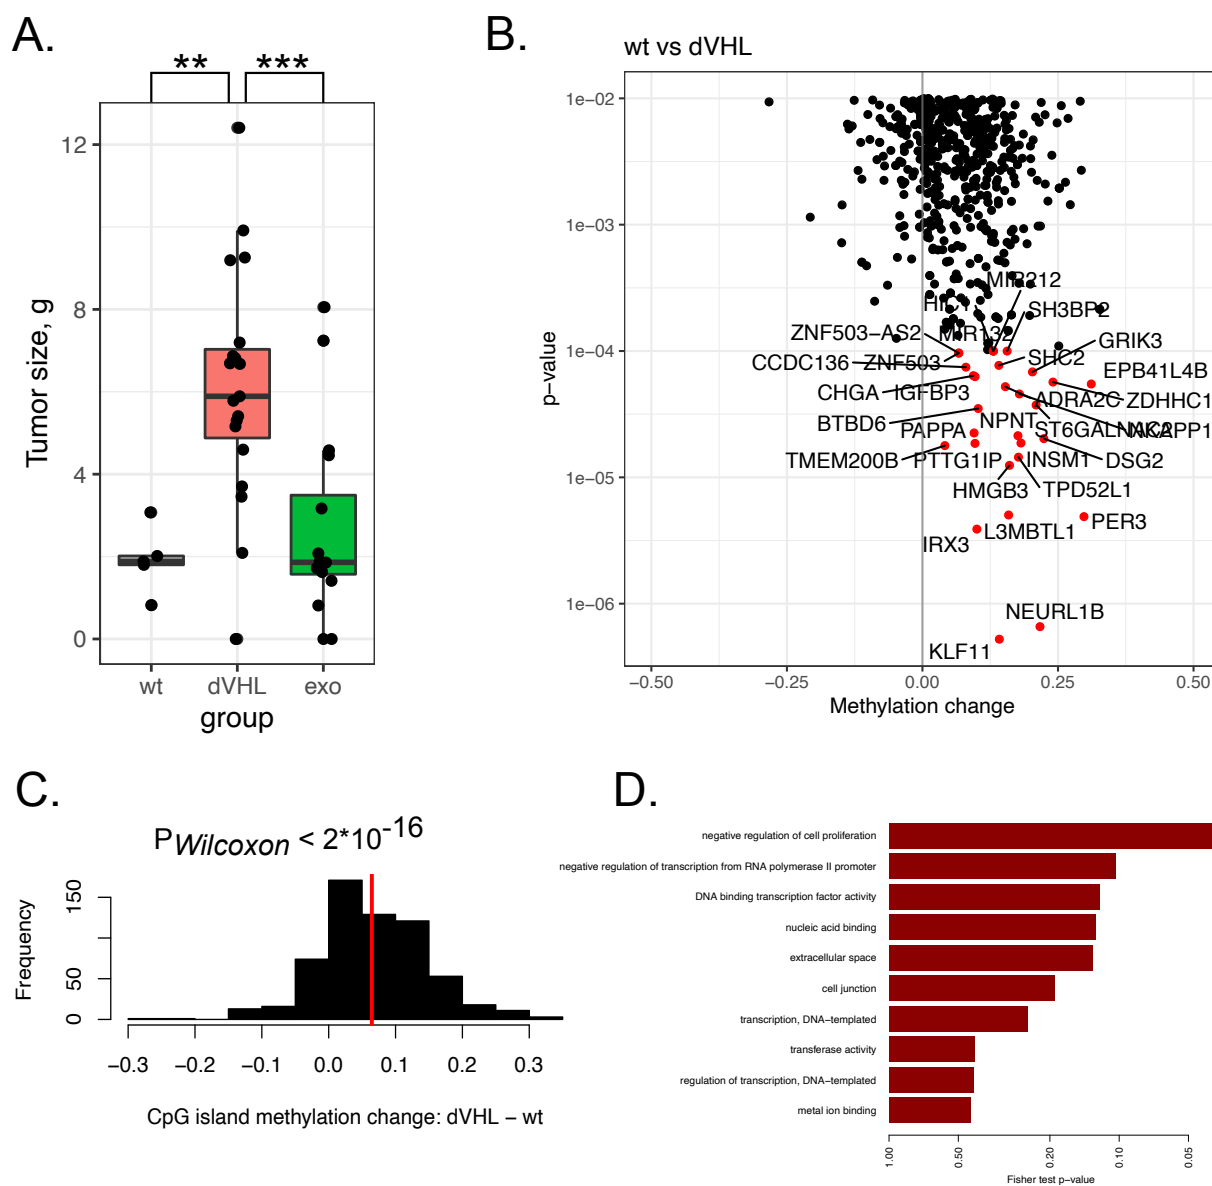 A.
** ***
12
8
4
0
Tumor size, g
wt dVHL exo
group
B.
wt vs dVHL
1e−02
1e−03
1e−04
1e−05
1e−06
p−value
MIR212
HIC1
SH3BP2
ZNF503−AS2
MIR132
GRIK3
CCDC136
ZNF503
SHC2
EPB41L4B
CHGA
IGFBP3
ADRA2C
ZDHHC1
BTBD6
PAPPA
NPNT
ST6GALNAC2
TMEM200B
PTTG1IP
INSM1
DSG2
HMGB3
TPD52L1
IRX3
L3MBTL1
PER3
NEURL1B
KLF11
−0.50 −0.25 0.00 0.25 0.50
Methylation change
C.
PWilcoxon < 2*10-16
150
50
0
Frequency
−0.3 −0.2 −0.1 0.0 0.1 0.2 0.3
CpG island methylation change: dVHL − wt
D.
negative regulation of cell proliferation
negative regulation of transcription from RNA polymerase II promoter
DNA binding transcription factor activity
nucleic acid binding
extracellular space
cell junction
transcription, DNA−templated
transferase activity
regulation of transcription, DNA−templated
metal ion binding
1.00 0.50 0.20 0.10 0.05
Fisher test p−value